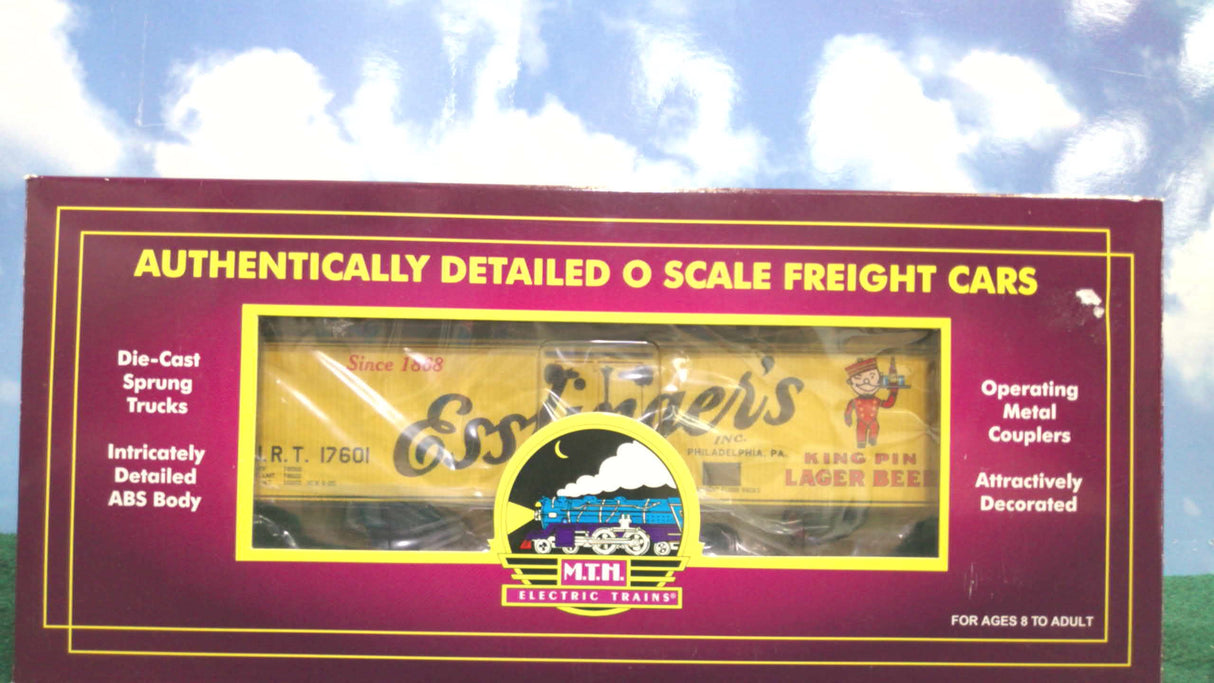 AUTHENTICALLY DETAILED O SCALE FREIGHT CARS
Die-Cast
Sprung
Trucks
Intricately
Detailed
ABS Body
Since 1868
Esslinger's
INC.
PHILADELPHIA, PA.
.R.T. 17601
KING PIN
LAGER BEE
Operating
Metal
Couplers
Attractively
Decorated
M.T.H.
ELECTRIC TRAINS®
FOR AGES 8 TO ADULT